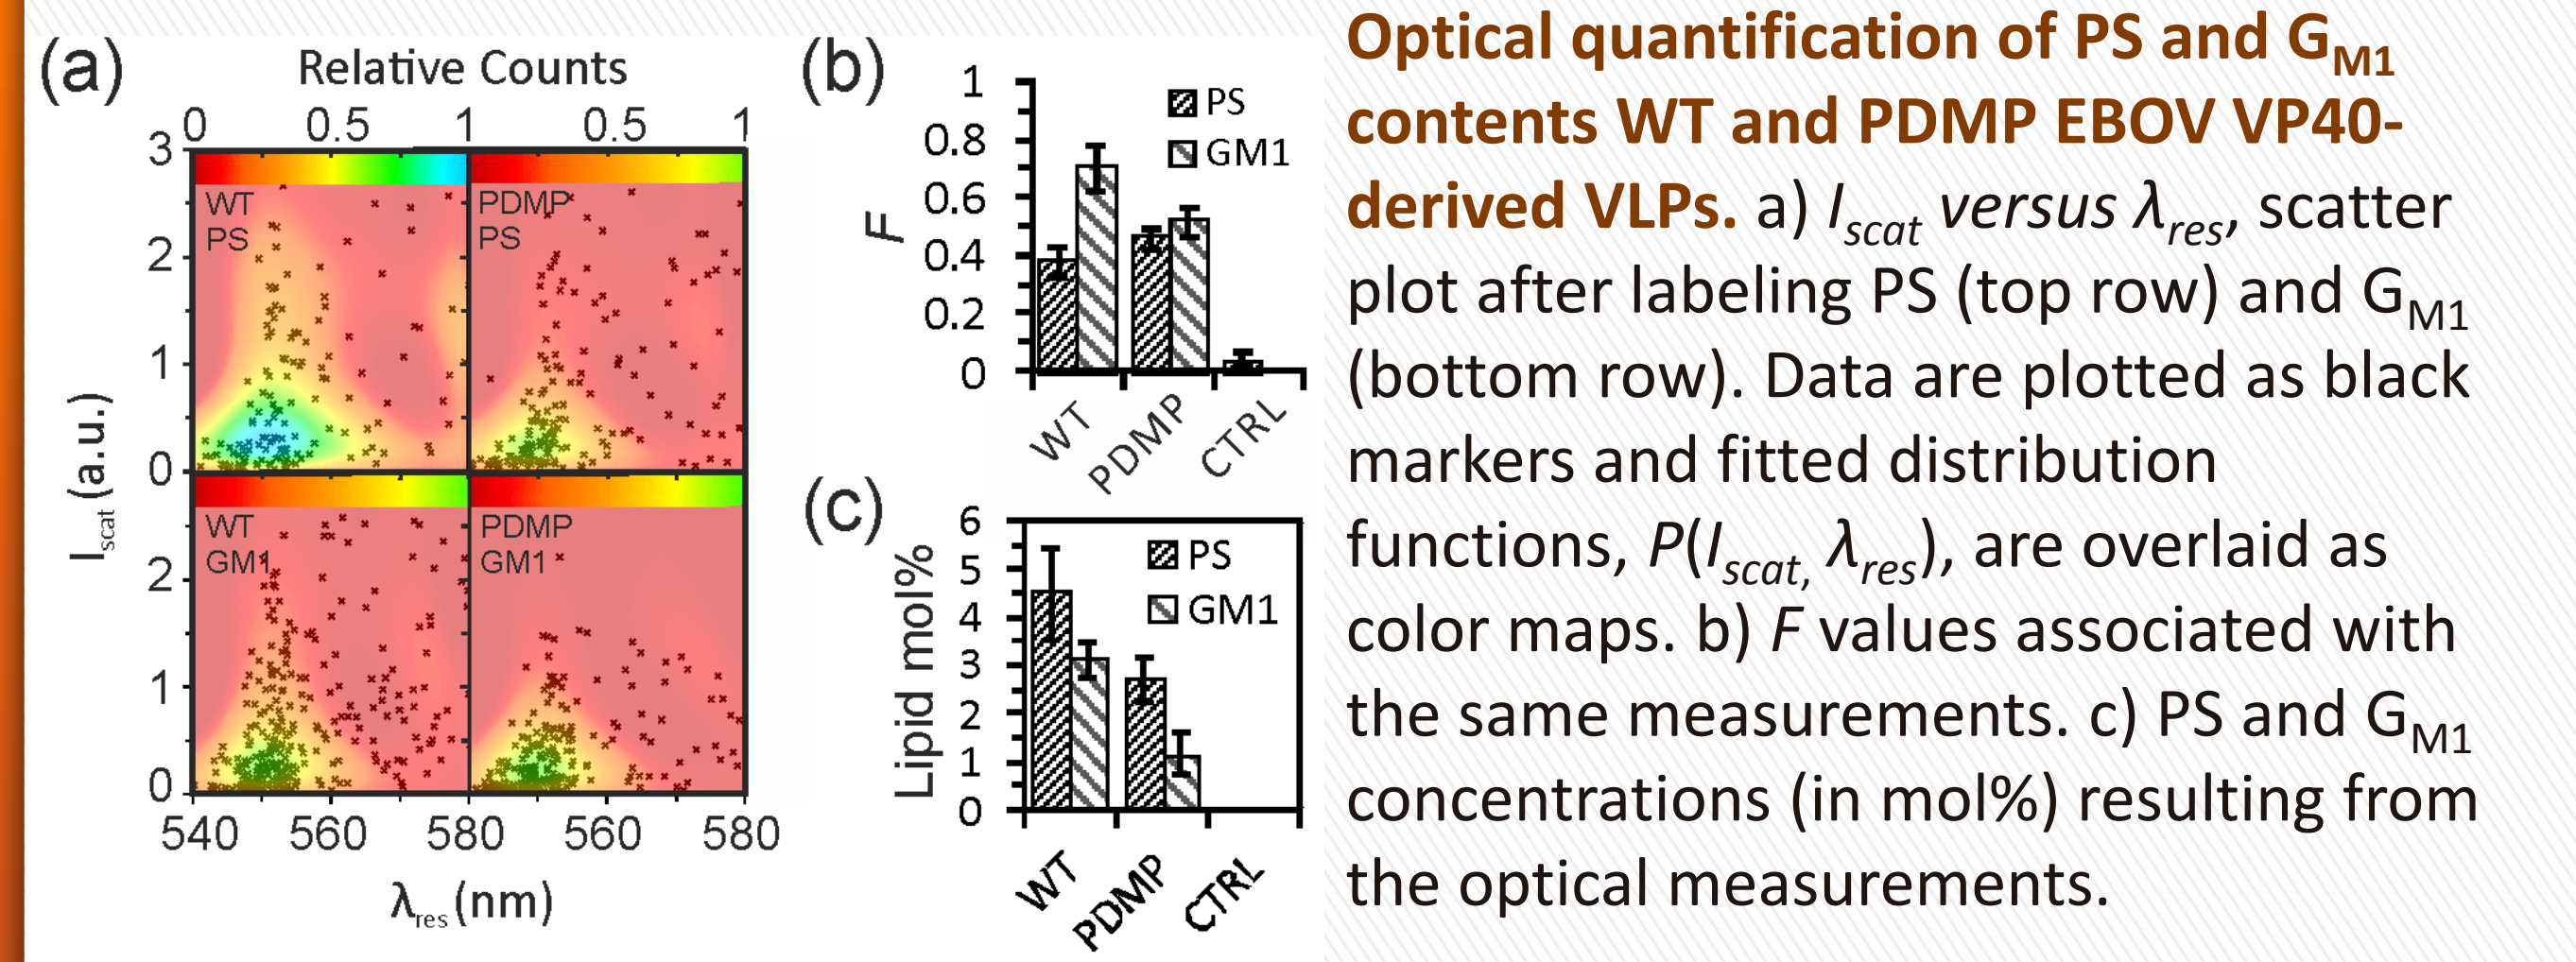 (a)
Relative Counts
0 0.5 1 0.5 1
3
2
1
0
2
1
0
WT
PS
PDMP
PS
WT
GM1
PDMP
GM1
Iscat (a.u.)
540 560 580 560 580
λres (nm)
(b)
1
0.8
0.6
0.4
0.2
0
F
PS
GM1
WT PDMP CTRL
(c)
6
5
4
3
2
1
0
Lipid mol%
PS
GM1
WT PDMP CTRL
Optical quantification of PS and GM1
contents WT and PDMP EBOV VP40-
derived VLPs. a) Iscat versus λres, scatter
plot after labeling PS (top row) and GM1
(bottom row). Data are plotted as black
markers and fitted distribution
functions, P(Iscat, λres), are overlaid as
color maps. b) F values associated with
the same measurements. c) PS and GM1
concentrations (in mol%) resulting from
the optical measurements.